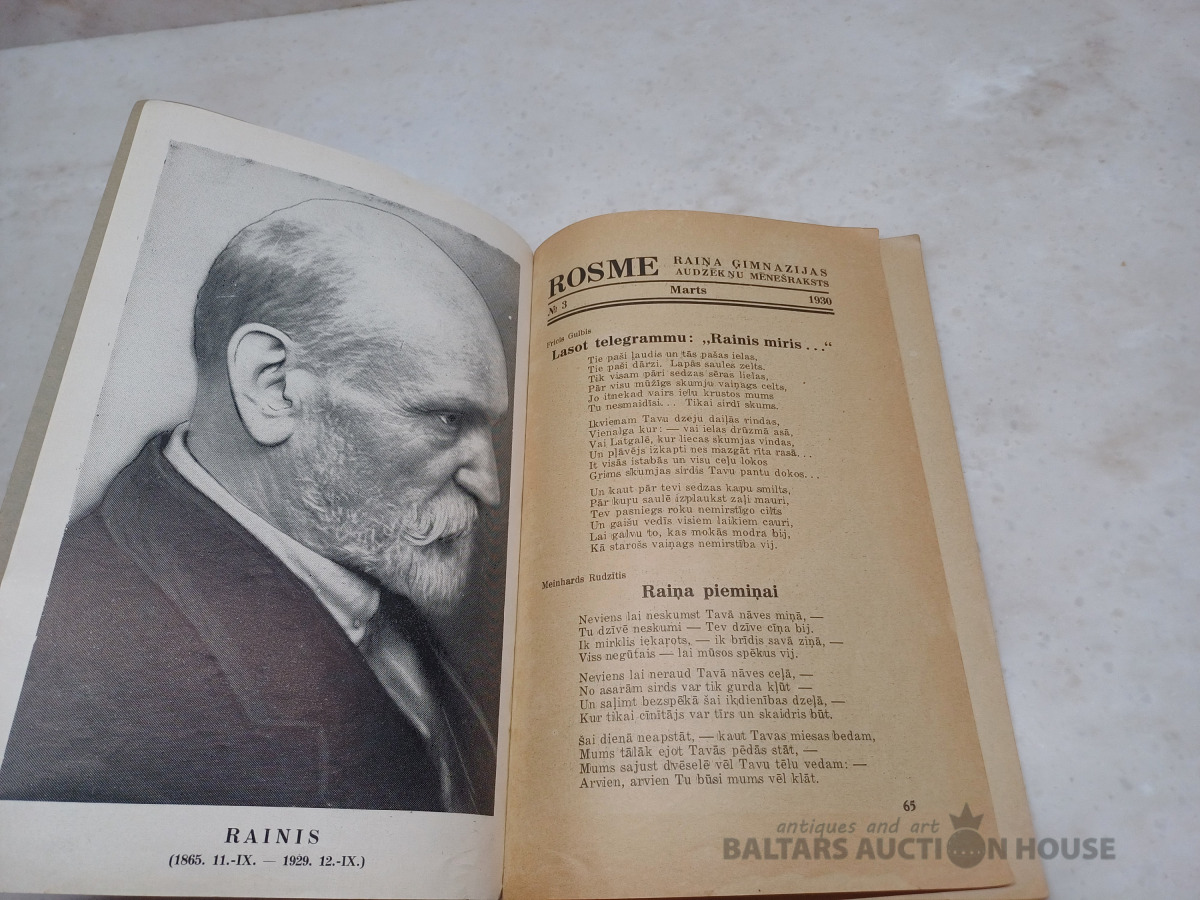 RAINIS
(1865. 11.-IX. — 1929. 12.-IX.)
ROSME
RAIŅA ĢIMNAZIJAS
AUDZĒKŅU MĒNEŠRAKSTS
№ 3 Marts 1930
Fricis Gulbis
Lasot telegrammu: „Rainis miris . . .“
Tie paši ļaudis un tās pašas ielas,
Tie paši dārzi. Lapās saules zelts.
Tik visam pāri sedzas sēras lielas,
Pār visu mūžīgs skumju vaiņags celts,
Jo itnekad vairs ielu krustos mums
Tu nesmaidīsi... Tikai sirdī skums.
Ikvienam Tavu dzeju daiļās rindas,
Vienalga kur: — vai ielas drūzmā asā,
Vai Latgalē, kur liecas skumjas vindas,
Un pļāvējs izkapti nes mazgāt rīta rasā...
It visās istabās un visu ceļu lokos
Grims skumjas sirdis Tavu pantu dokos...
Un kaut pār tevi sedzas kapu smilts,
Pār kuŗu saulē izplaukst zaļi mauri,
Tev pasniegs roku nemirstīgo cilts
Un gaišu vedīs visiem laikiem cauri,
Lai galvu to, kas mokās modra bij,
Kā starošs vaiņags nemirstība vij.
Meinhards Rudzītis
Raiņa piemiņai
Neviens lai neskumst Tavā nāves miņā, —
Tu dzīvē neskumi — Tev dzīve cīņa bij.
Ik mirklis iekaŗots, — ik brīdis savā ziņā, —
Viss negūtais — lai mūsos spēkus vij.
Neviens lai neraud Tavā nāves ceļā, —
No asarām sirds var tik gurda kļūt —
Un saļimt bezspēkā šai ikdienības dzeļā, —
Kur tikai cīnītājs var tīrs un skaidris būt.
Šai dienā neapstāt, — kaut Tavas miesas bedam,
Mums tālāk ejot Tavās pēdās stāt, —
Mums sajust dvēselē vēl Tavu tēlu vedam: —
Arvien, arvien Tu būsi mums vēl klāt.
65
antiques and art
BALTARS AUCTION HOUSE